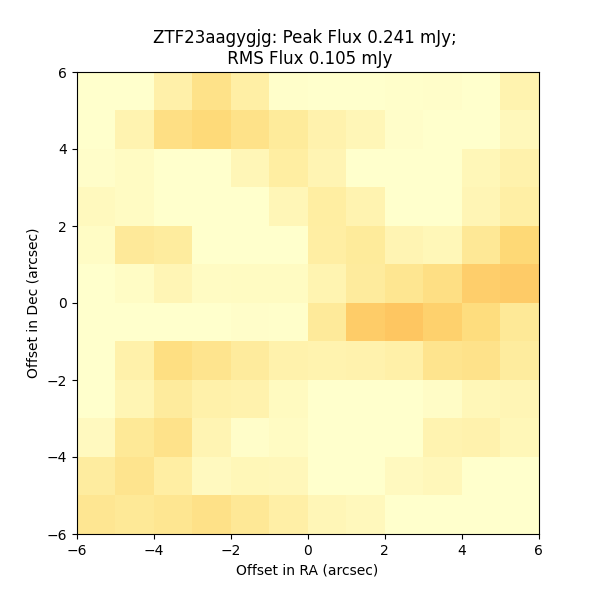 ZTF23aagygjg: Peak Flux 0.241 mJy;
RMS Flux 0.105 mJy
6
4
2
0
−2
−4
−6
Offset in Dec (arcsec)
−6 −4 −2 0 2 4 6
Offset in RA (arcsec)